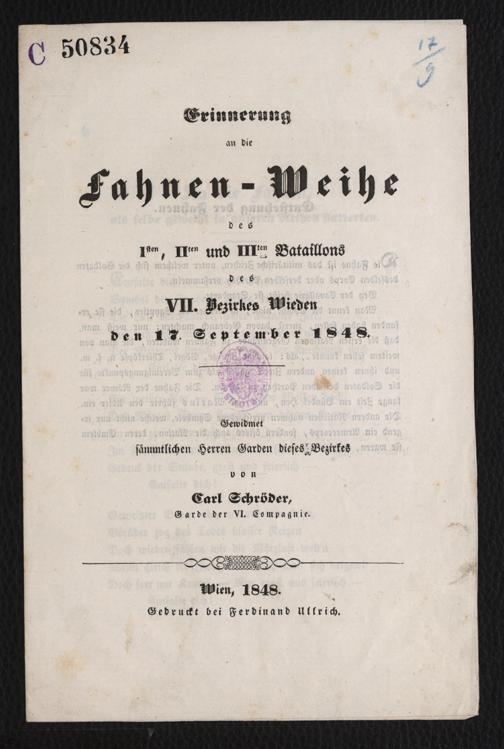 C 50834
17/9
Erinnerung
an die
Fahnen-Weihe
des
Iten, IIten und IIIten Bataillons
des
VII. Bezirkes Wieden
den 17. September 1848.
Gewidmet
sämmtlichen Herren Garden dieses Bezirkes
von
Carl Schröder,
Garde der VI. Compagnie.
Wien, 1848.
Gedruckt bei Ferdinand Ullrich.